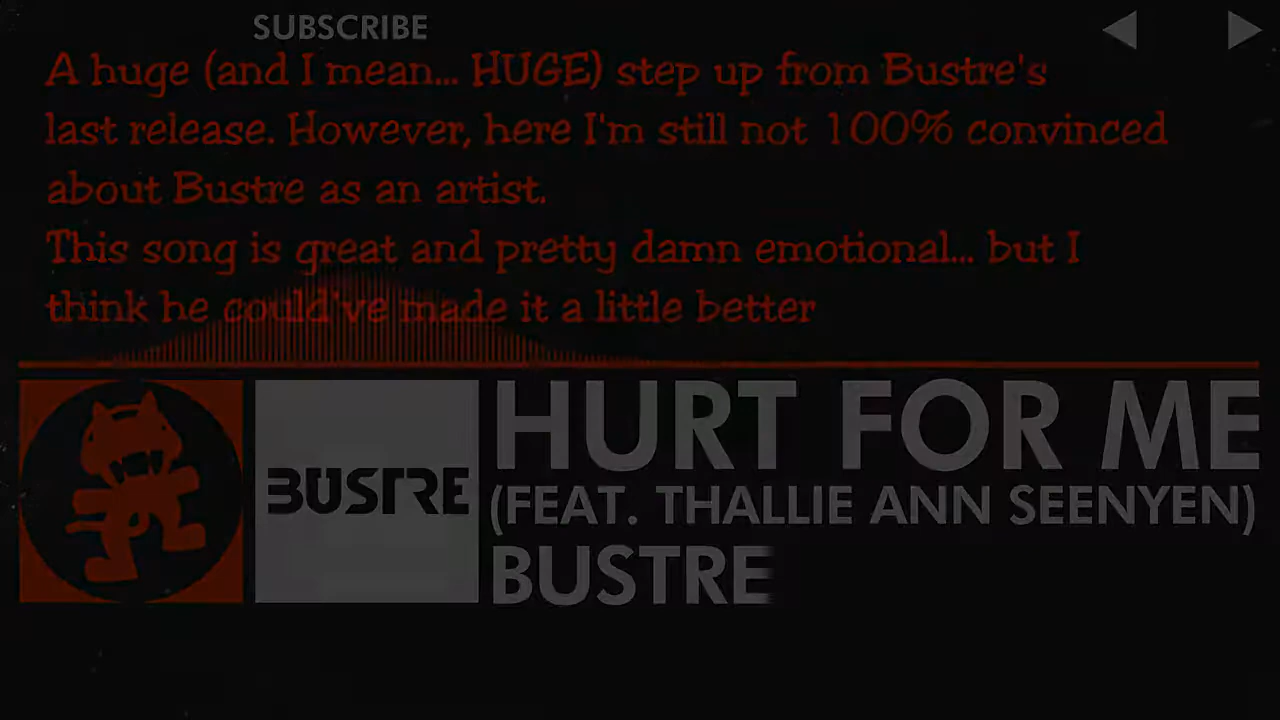 SUBSCRIBE
A huge (and I mean... HUGE) step up from Bustre's
last release. However, here I'm still not 100% convinced
about Bustre as an artist.
This song is great and pretty damn emotional... but I
think he could've made it a little better
BUSTRE
HURT FOR ME
(FEAT. THALLIE ANN SEENYEN)
BUSTRE